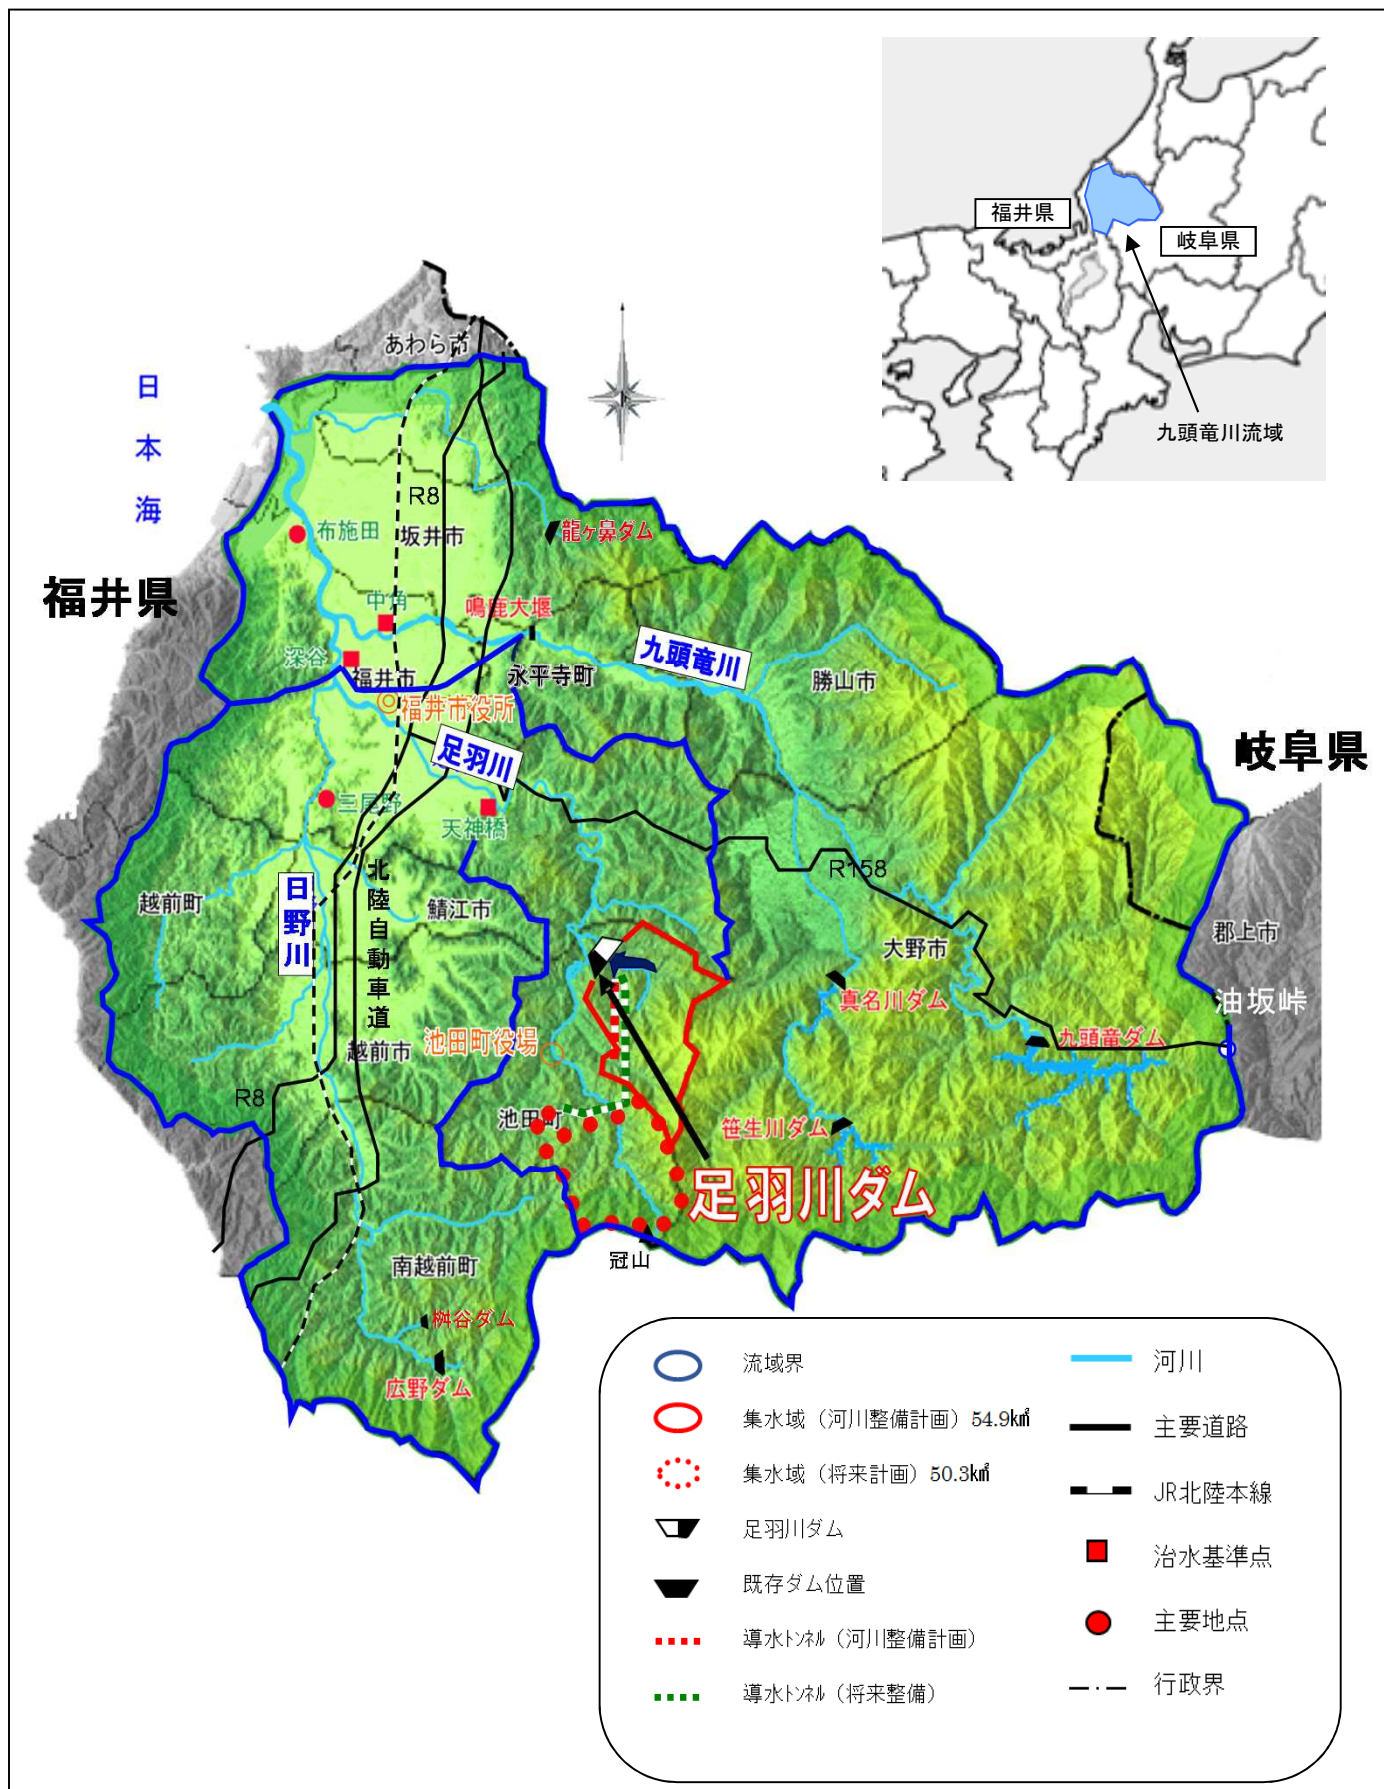 福井県
岐阜県
九頭竜川流域
あわら市
日本海
R8
布施田
坂井市
龍ヶ鼻ダム
福井県
中角
鳴鹿大堰
深谷
福井市
永平寺町
九頭竜川
勝山市
福井市役所
足羽川
岐阜県
三尾野
天神橋
R158
北陸自動車道
越前町
日野川
鯖江市
大野市
郡上市
真名川ダム
油坂峠
池田町役場
越前市
九頭竜ダム
R8
池田町
笹生川ダム
足羽川ダム
冠山
南越前町
桝谷ダム
広野ダム
流域界
集水域（河川整備計画）54.9k㎡
集水域（将来計画）50.3k㎡
足羽川ダム
既存ダム位置
導水ﾄﾝﾈﾙ（河川整備計画）
導水ﾄﾝﾈﾙ（将来整備）
河川
主要道路
JR北陸本線
治水基準点
主要地点
行政界